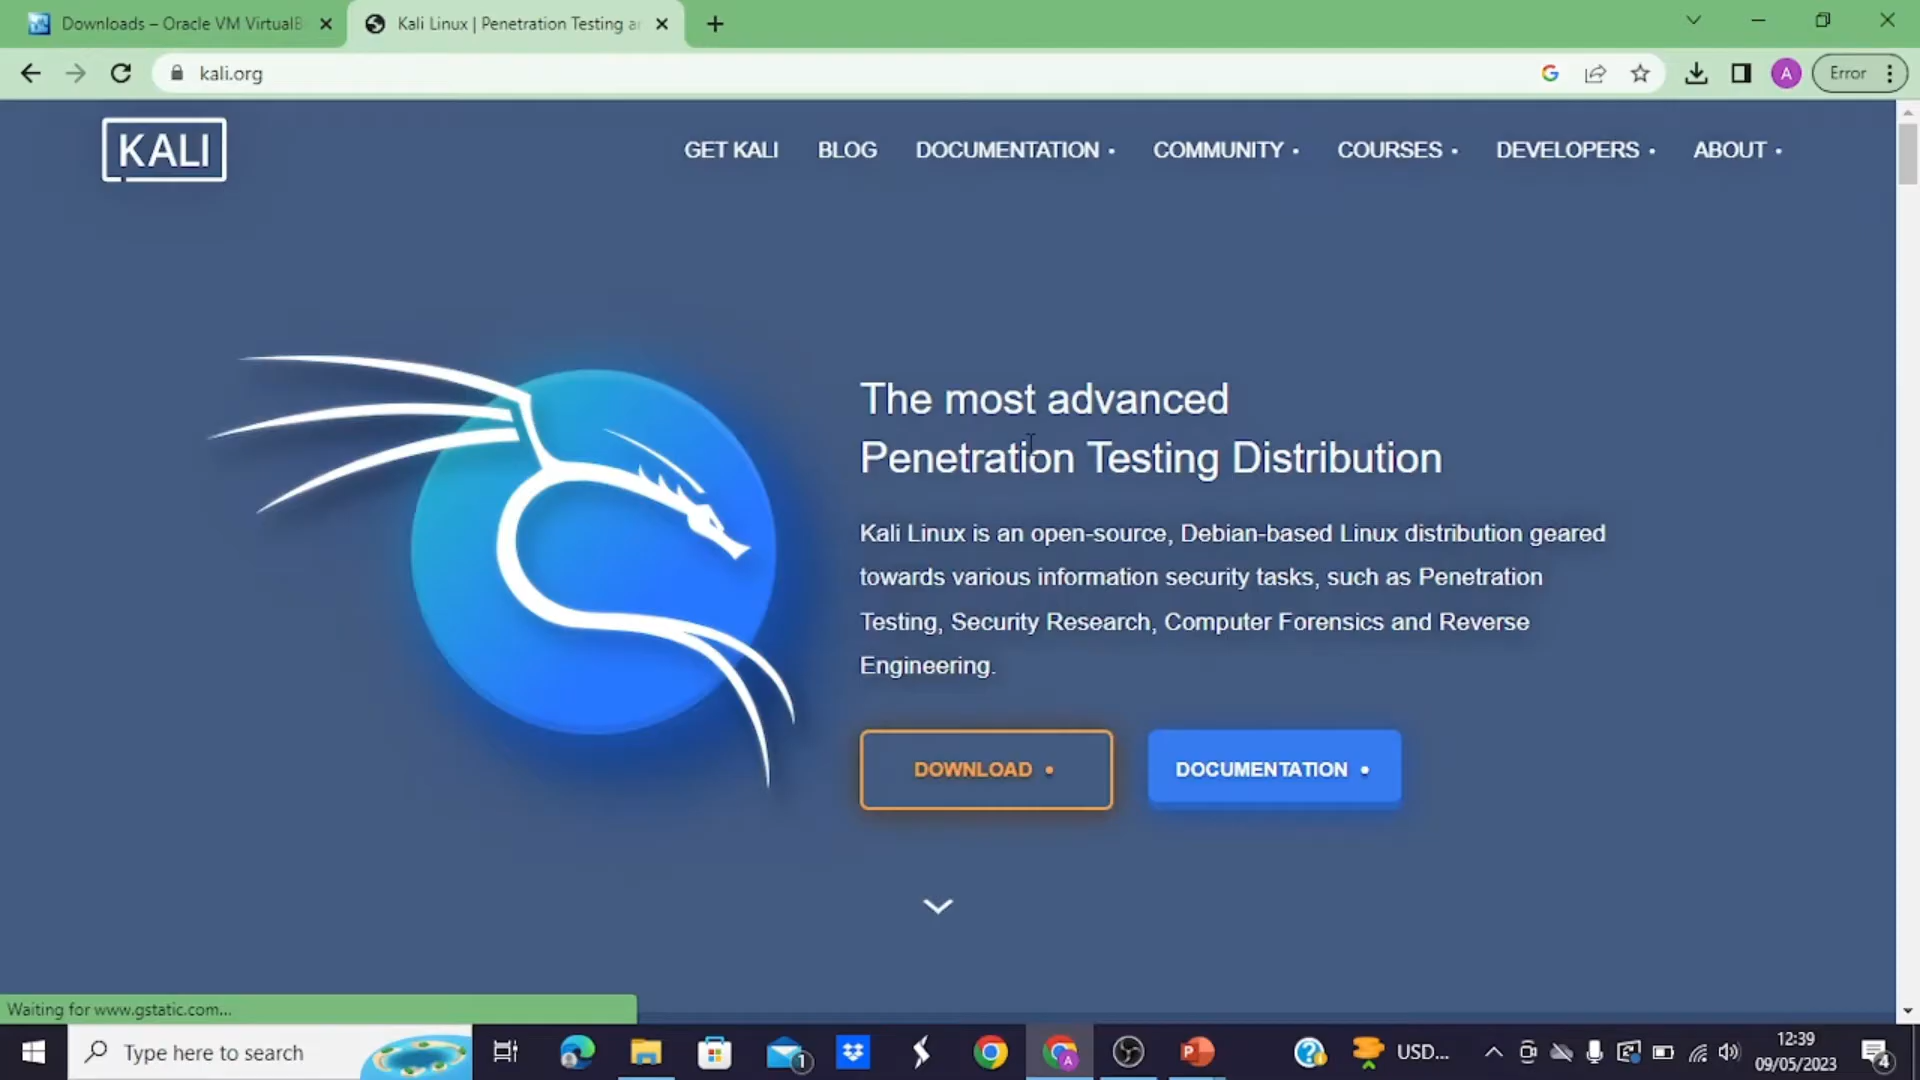 Downloads – Oracle VM VirtualB
Kali Linux | Penetration Testing a
kali.org
Error
A
KALI
GET KALI
BLOG
DOCUMENTATION •
COMMUNITY •
COURSES •
DEVELOPERS •
ABOUT •
The most advanced
Penetration Testing Distribution
Kali Linux is an open-source, Debian-based Linux distribution geared
towards various information security tasks, such as Penetration
Testing, Security Research, Computer Forensics and Reverse
Engineering.
DOWNLOAD •
DOCUMENTATION •
Waiting for www.gstatic.com...
Type here to search
1
A
P
USD...
12:39
09/05/2023
4